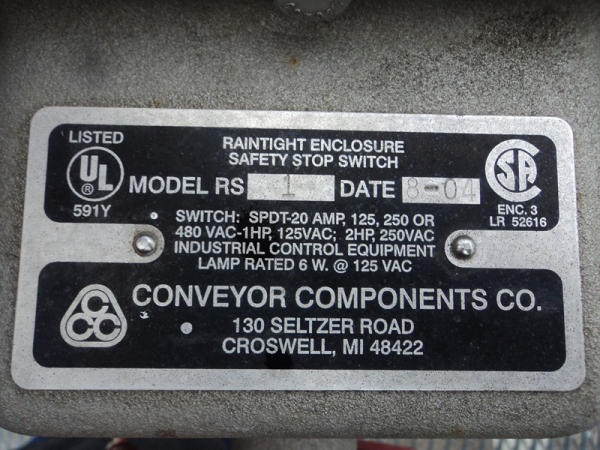 LISTED
UL
®
591Y
RAINTIGHT ENCLOSURE
SAFETY STOP SWITCH
MODEL RS 1 DATE 8-04
SA
ENC. 3
LR 52616
SWITCH: SPDT-20 AMP, 125, 250 OR
480 VAC-1HP, 125VAC; 2HP, 250VAC
INDUSTRIAL CONTROL EQUIPMENT
LAMP RATED 6 W. @ 125 VAC
CCC
CONVEYOR COMPONENTS CO.
130 SELTZER ROAD
CROSWELL, MI 48422